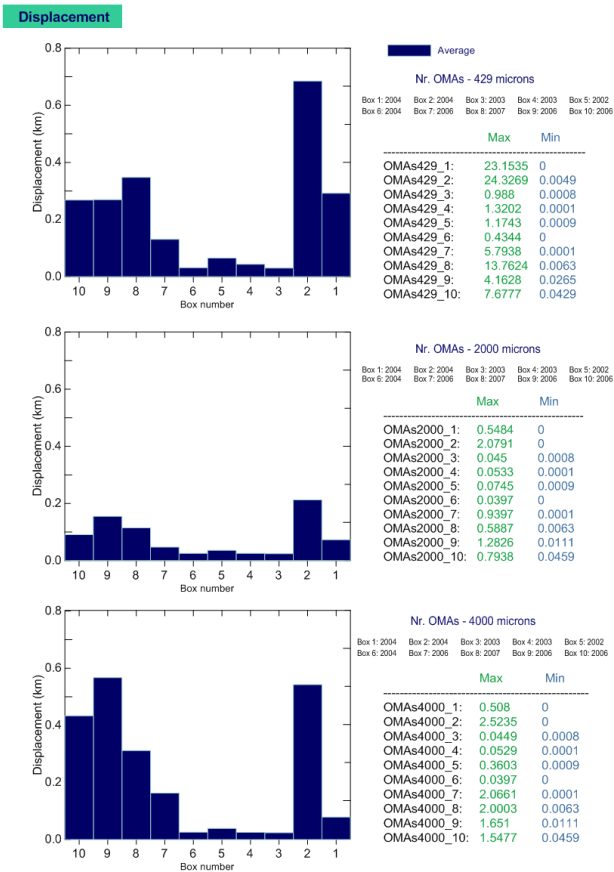 Displacement
Average
Nr. OMAs - 429 microns
Box 1: 2004 Box 2: 2004 Box 3: 2003 Box 4: 2003 Box 5: 2002
Box 6: 2004 Box 7: 2006 Box 8: 2007 Box 9: 2006 Box 10: 2006
Max Min
OMAs429_1: 23.1535 0
OMAs429_2: 24.3269 0.0049
OMAs429_3: 0.988 0.0008
OMAs429_4: 1.3202 0.0001
OMAs429_5: 1.1743 0.0009
OMAs429_6: 0.4344 0
OMAs429_7: 5.7938 0.0001
OMAs429_8: 13.7624 0.0063
OMAs429_9: 4.1628 0.0265
OMAs429_10: 7.6777 0.0429
Displacement (km)
0.8
0.6
0.4
0.2
0.0
10 9 8 7 6 5 4 3 2 1
Box number
Nr. OMAs - 2000 microns
Box 1: 2004 Box 2: 2004 Box 3: 2003 Box 4: 2003 Box 5: 2002
Box 6: 2004 Box 7: 2006 Box 8: 2007 Box 9: 2006 Box 10: 2006
Max Min
OMAs2000_1: 0.5484 0
OMAs2000_2: 2.0791 0
OMAs2000_3: 0.045 0.0008
OMAs2000_4: 0.0533 0.0001
OMAs2000_5: 0.0745 0.0009
OMAs2000_6: 0.0397 0
OMAs2000_7: 0.9397 0.0001
OMAs2000_8: 0.5887 0.0063
OMAs2000_9: 1.2826 0.0111
OMAs2000_10: 0.7938 0.0459
Displacement (km)
0.8
0.6
0.4
0.2
0.0
10 9 8 7 6 5 4 3 2 1
Box number
Nr. OMAs - 4000 microns
Box 1: 2004 Box 2: 2004 Box 3: 2003 Box 4: 2003 Box 5: 2002
Box 6: 2004 Box 7: 2006 Box 8: 2007 Box 9: 2006 Box 10: 2006
Max Min
OMAs4000_1: 0.508 0
OMAs4000_2: 2.5235 0
OMAs4000_3: 0.0449 0.0008
OMAs4000_4: 0.0529 0.0001
OMAs4000_5: 0.3603 0.0009
OMAs4000_6: 0.0397 0
OMAs4000_7: 2.0661 0.0001
OMAs4000_8: 2.0003 0.0063
OMAs4000_9: 1.651 0.0111
OMAs4000_10: 1.5477 0.0459
Displacement (km)
0.8
0.6
0.4
0.2
0.0
10 9 8 7 6 5 4 3 2 1
Box number